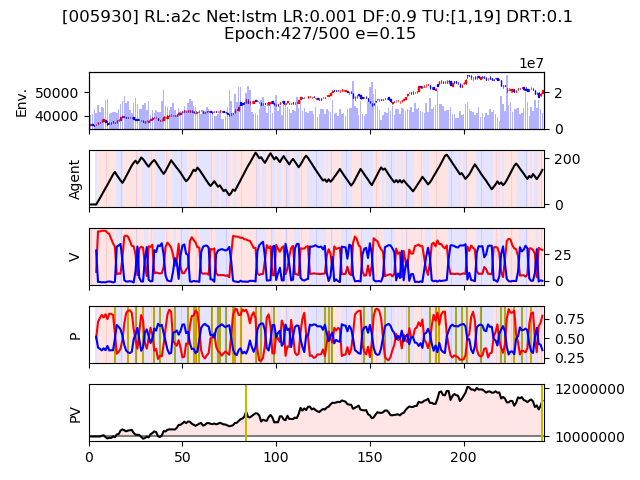 [005930] RL:a2c Net:lstm LR:0.001 DF:0.9 TU:[1,19] DRT:0.1
Epoch:427/500 e=0.15
1e7
Env.
50000
40000
2
0
Agent
200
0
V
25
0
P
0.75
0.50
0.25
PV
12000000
10000000
0 50 100 150 200